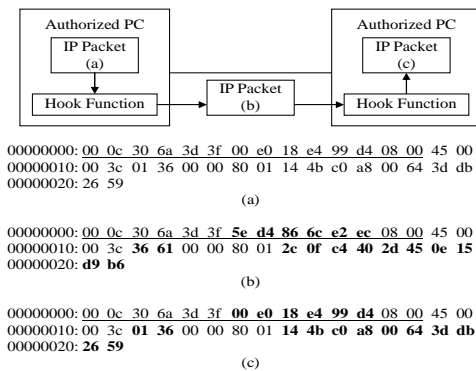 Authorized PC
Authorized PC
IP Packet
(a)
IP Packet
(c)
IP Packet
(b)
Hook Function
Hook Function
00000000: 00 0c 30 6a 3d 3f 00 e0 18 e4 99 d4 08 00 45 00
00000010: 00 3c 01 36 00 00 80 01 14 4b c0 a8 00 64 3d db
00000020: 26 59
(a)
00000000: 00 0c 30 6a 3d 3f 5e d4 86 6c e2 ec 08 00 45 00
00000010: 00 3c 36 61 00 00 80 01 2c 0f c4 40 2d 45 0e 15
00000020: d9 b6
(b)
00000000: 00 0c 30 6a 3d 3f 00 e0 18 e4 99 d4 08 00 45 00
00000010: 00 3c 01 36 00 00 80 01 14 4b c0 a8 00 64 3d db
00000020: 26 59
(c)